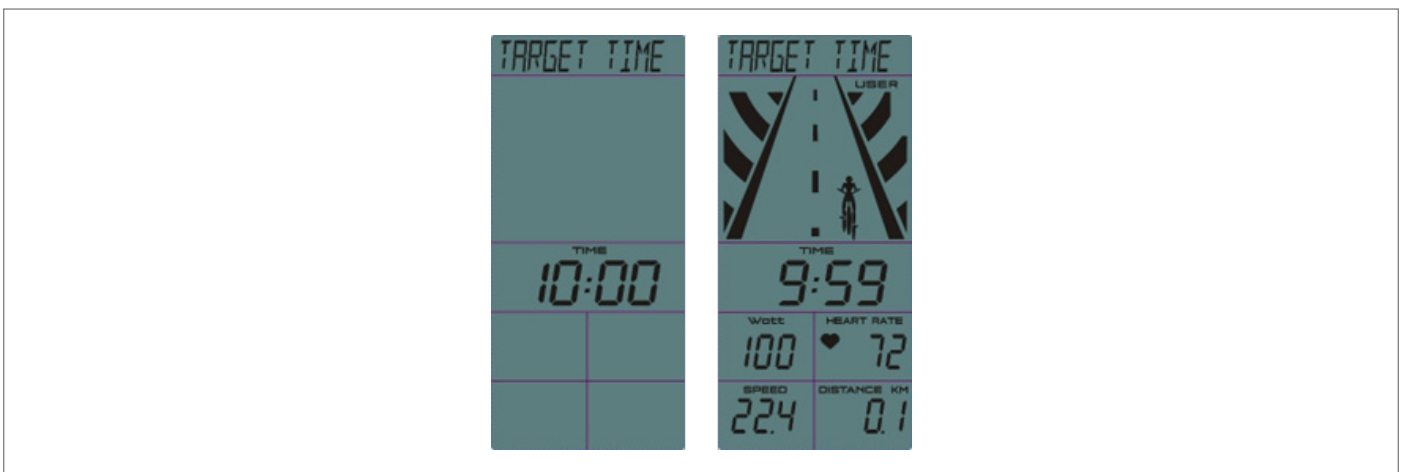 TARGET TIME
TIME
10:00
TARGET TIME
USER
TIME
9:59
Watt HEART RATE
100 72
SPEED DISTANCE KM
22.4 0.1